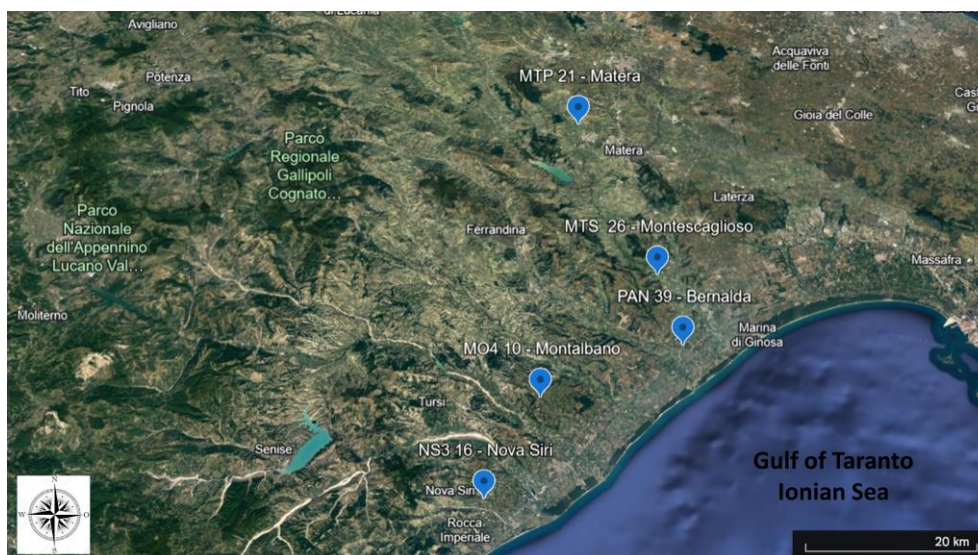 di Lucania
Avigliano
Acquaviva
delle Fonti
Potenza
Tito
Pignola
MTP 21 - Matera
Gioia del Colle
Parco
Regionale
Gallipoli
Cognato…
Matera
Laterza
Parco
Nazionale
dell'Appennino
Lucano Val…
Ferrandina
MTS 26 - Montescaglioso
Massafra
PAN 39 - Bernalda
Moliterno
Marina
di Ginosa
MO4 10 - Montalbano
Tursi
Senise
NS3 16 - Nova Siri
Gulf of Taranto
Ionian Sea
Nova Siri
Rocca
Imperiale
N
W
O
S
20 km